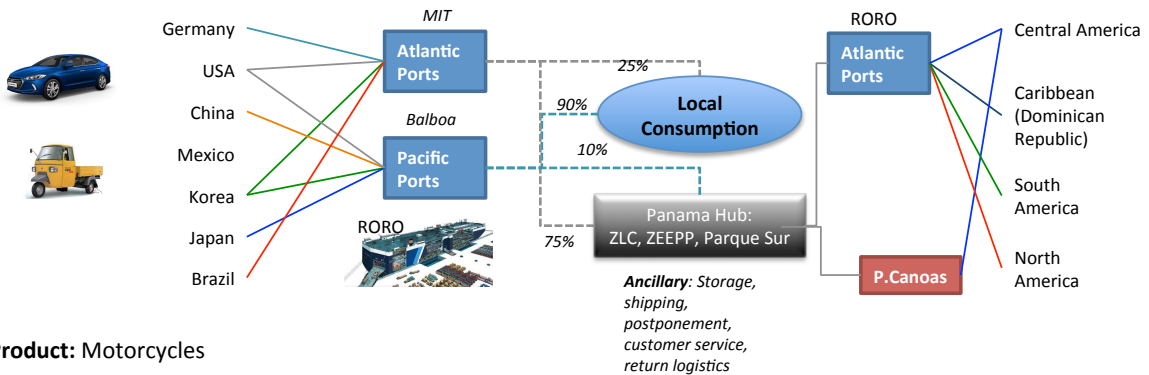 MIT
RORO
Germany
Atlantic
Ports
USA
China
Balboa
Mexico
Pacific
Ports
Korea
Japan
RORO
Brazil
25%
90%
Local
Consumption
10%
75%
Panama Hub:
ZLC, ZEEPP, Parque Sur
Ancillary: Storage,
shipping,
postponement,
customer service,
return logistics
Atlantic
Ports
P.Canoas
Central America
Caribbean
(Dominican
Republic)
South
America
North
America
roduct: Motorcycles